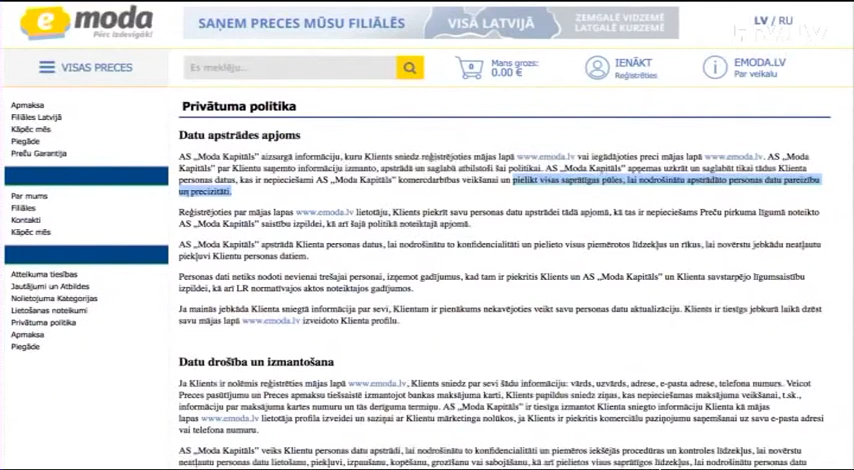 e moda
Pērc izdevīgāk!
SAŅEM PRECES MŪSU FILIĀLĒS
VISĀ LATVIJĀ
ZEMGALĒ VIDZEMĒ
LATGALĒ KURZEMĒ
LV / RU
VISAS PRECES
Es meklēju...
0
Mans grozs:
0.00 €
IENĀKT
Reģistrēties
EMODA.LV
Par veikalu
Apmaksa
Filiāles Latvijā
Kāpēc mēs
Piegāde
Preču Garantija
Par mums
Filiāles
Kontakti
Kāpēc mēs
Atteikuma tiesības
Jautājumi un Atbildes
Nolietojuma Kategorijas
Lietošanas noteikumi
Privātuma politika
Apmaksa
Piegāde
Privātuma politika
Datu apstrādes apjoms
AS „Moda Kapitāls" aizsargā informāciju, kuru Klients sniedz reģistrējoties mājas lapā www.emoda.lv vai iegādājoties preci mājas lapā www.emoda.lv. AS „Moda
Kapitāls" par Klientu saņemto informāciju izmanto, apstrādā un saglabā atbilstoši šai politikai. AS „Moda Kapitāls" apņemas uzkrāt un saglabāt tikai tādus Klienta
personas datus, kas ir nepieciešami AS „Moda Kapitāls" komercdarbības veikšanai un pielikt visas saprātīgas pūles, lai nodrošinātu apstrādāto personas datu pareizību
un precizitāti.
Reģistrējoties par mājas lapas www.emoda.lv lietotāju, Klients piekrīt savu personas datu apstrādei tādā apjomā, kā tas ir nepieciešams Preču pirkuma līgumā noteikto
AS „Moda Kapitāls" saistību izpildei, kā arī šajā politikā noteiktajā apjomā.
AS „Moda Kapitāls" apstrādā Klienta personas datus, lai nodrošinātu to konfidencialitāti un pielieto visus piemērotos līdzekļus un rīkus, lai novērstu jebkādu neatļautu
piekļuvi Klientu personas datiem.
Personas dati netiks nodoti nevienai trešajai personai, izņemot gadījumus, kad tam ir piekritis Klients un AS „Moda Kapitāls" un Klienta savstarpējo līgumsaistību
izpildei, kā arī LR normatīvajos aktos noteiktajos gadījumos.
Ja mainās jebkāda Klienta sniegtā informācija par sevi, Klientam ir pienākums nekavējoties veikt savu personas datu aktualizāciju. Klients ir tiesīgs jebkurā laikā dzēst
savu mājas lapā www.emoda.lv izveidoto Klienta profilu.
Datu drošība un izmantošana
Ja Klients ir nolēmis reģistrēties mājas lapā www.emoda.lv, Klients sniedz par sevi šādu informāciju: vārds, uzvārds, adrese, e-pasta adrese, telefona numurs. Veicot
Preces pasūtījumu un Preces apmaksu tiešsaistē izmantojot bankas maksājuma karti, Klients papildus sniedz ziņas, kas nepieciešamas maksājuma veikšanai, t.sk.,
informāciju par maksājuma kartes numuru un tās derīguma termiņu. AS „Moda Kapitāls" ir tiesīga izmantot Klienta sniegto informāciju kā mājas
lapas www.emoda.lv lietotāja profila izveidei un saziņai ar Klientu mārketinga nolūkos, ja Klients ir piekritis komerciālu paziņojumu saņemšanai uz savu e-pasta adresi
vai telefona numuru.
AS „Moda Kapitāls" veiks Klientu personas datu apstrādi, lai nodrošinātu to konfidencialitāti un piemēros iekšējās procedūras un kontroles līdzekļus, lai novērstu
neatļautu personas datu lietošanu, piekļuvi, izpaušanu, kopēšanu, grozīšanu vai sabojāšanu, kā arī pielietos visus saprātīgos līdzekļus, lai nodrošinātu personas datu